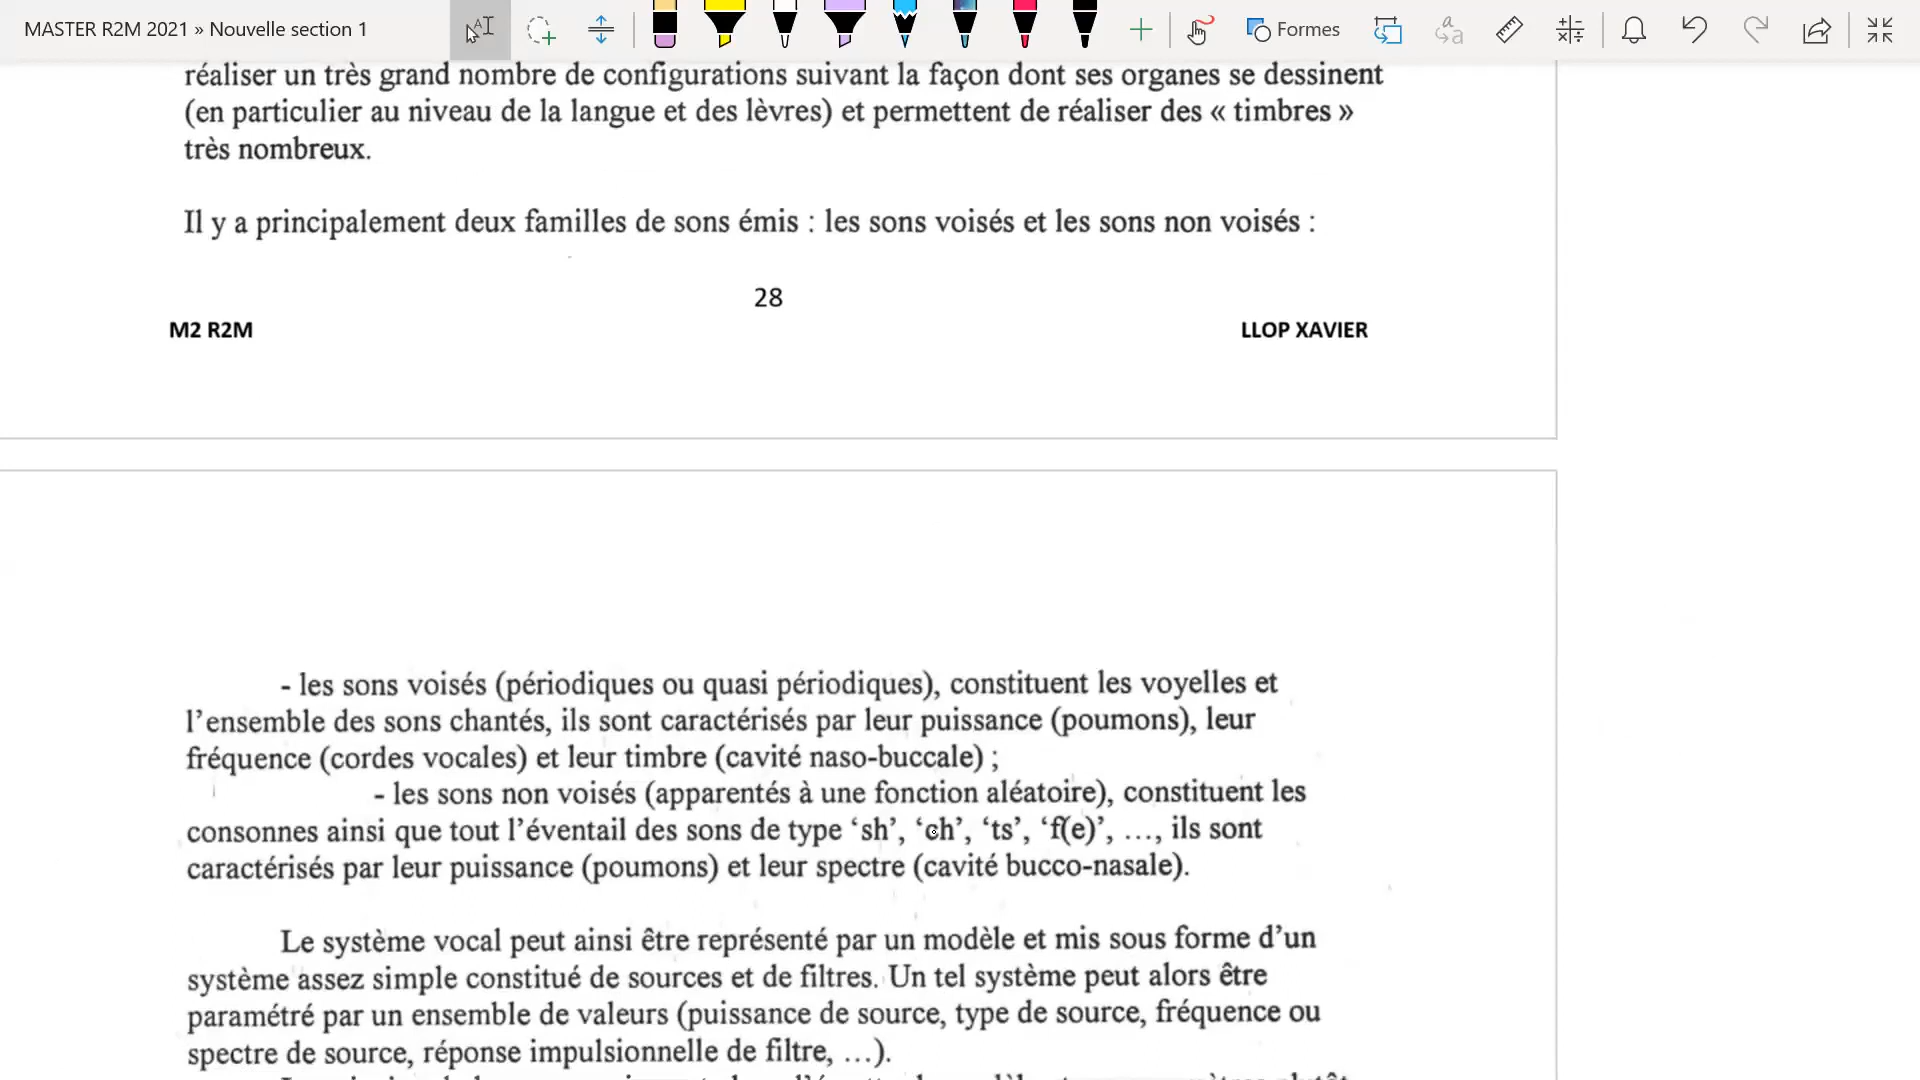 MASTER R2M 2021 » Nouvelle section 1
Formes
réaliser un très grand nombre de configurations suivant la façon dont ses organes se dessinent
(en particulier au niveau de la langue et des lèvres) et permettent de réaliser des « timbres »
très nombreux.
Il y a principalement deux familles de sons émis : les sons voisés et les sons non voisés :
28
M2 R2M
LLOP XAVIER
- les sons voisés (périodiques ou quasi périodiques), constituent les voyelles et
l’ensemble des sons chantés, ils sont caractérisés par leur puissance (poumons), leur
fréquence (cordes vocales) et leur timbre (cavité naso-buccale) ;
- les sons non voisés (apparentés à une fonction aléatoire), constituent les
consonnes ainsi que tout l’éventail des sons de type ‘sh’, ‘ch’, ‘ts’, ‘f(e)’, …, ils sont
caractérisés par leur puissance (poumons) et leur spectre (cavité bucco-nasale).
Le système vocal peut ainsi être représenté par un modèle et mis sous forme d’un
système assez simple constitué de sources et de filtres. Un tel système peut alors être
paramétré par un ensemble de valeurs (puissance de source, type de source, fréquence ou
spectre de source, réponse impulsionnelle de filtre, …).